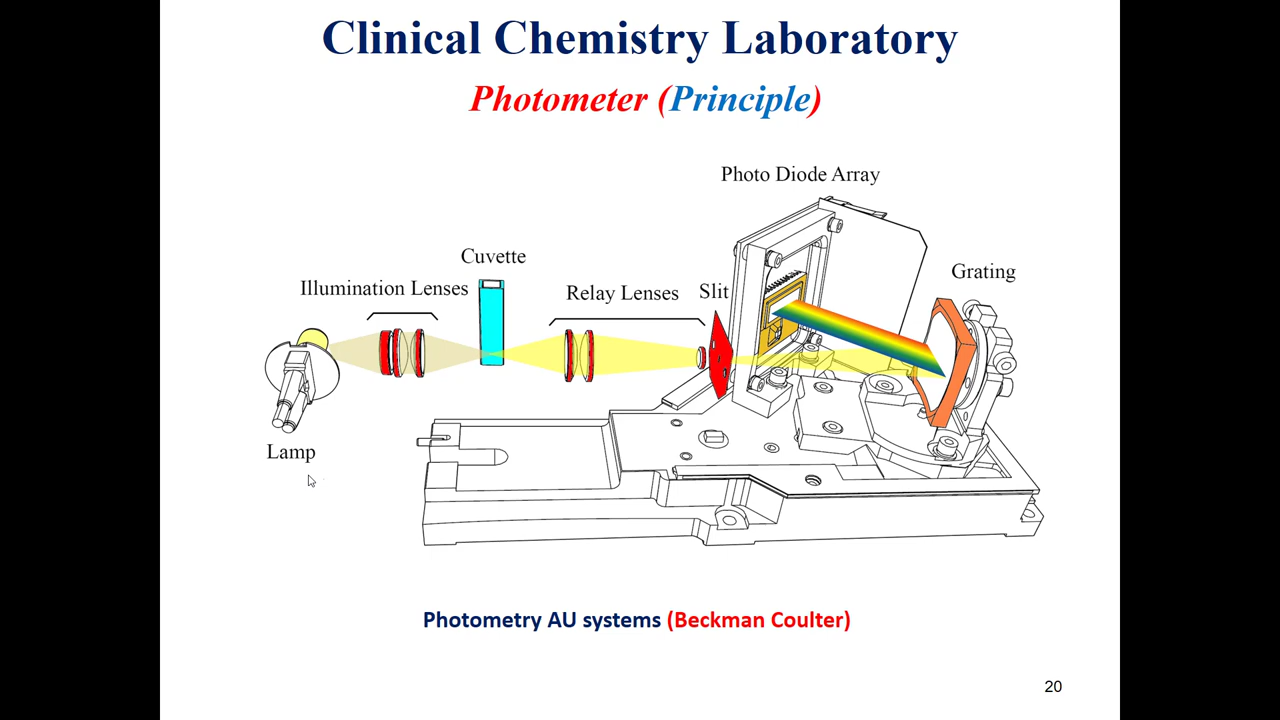 Clinical Chemistry Laboratory
Photometer (Principle)
Photo Diode Array
Cuvette
Grating
Illumination Lenses
Relay Lenses
Slit
Lamp
Photometry AU systems (Beckman Coulter)
20